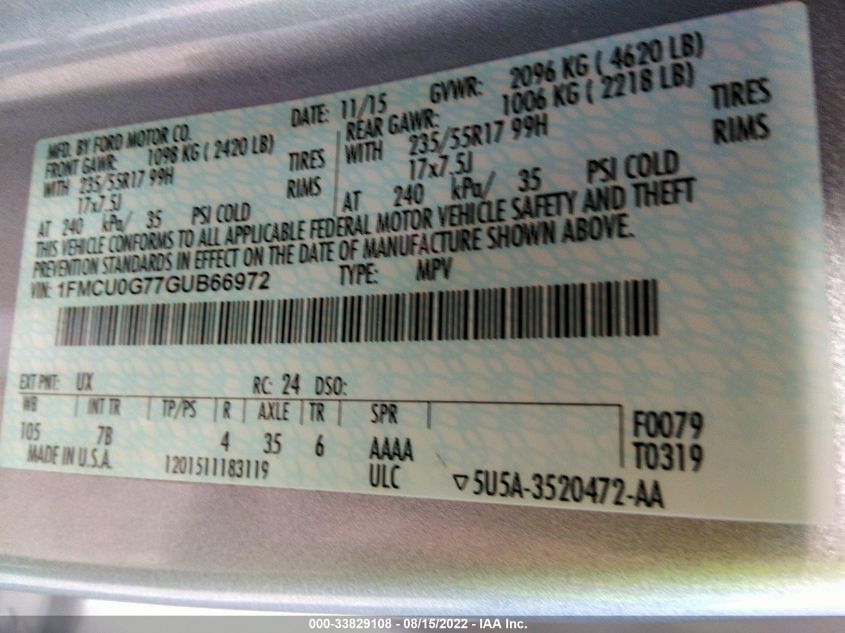 MFD. BY FORD MOTOR CO.
DATE: 11/15
GVWR: 2096 KG ( 4620 LB)
FRONT GAWR: 1098 KG ( 2420 LB)
REAR GAWR: 1006 KG ( 2218 LB)
WITH 235/55R17 99H TIRES
WITH 235/55R17 99H TIRES
17x7.5J RIMS
17x7.5J RIMS
AT 240 kPa/ 35 PSI COLD
AT 240 kPa/ 35 PSI COLD
THIS VEHICLE CONFORMS TO ALL APPLICABLE FEDERAL MOTOR VEHICLE SAFETY AND THEFT
PREVENTION STANDARDS IN EFFECT ON THE DATE OF MANUFACTURE SHOWN ABOVE.
VIN: 1FMCU0G77GUB66972 TYPE: MPV
EXT PNT: UX RC: 24 DSO:
WB INT TR TP/PS R AXLE TR SPR
105 7B 4 35 6 AAAA
F0079
T0319
MADE IN U.S.A. 1201511183119 ULC 5U5A-3520472-AA
000-33829108 - 08/15/2022 - IAA Inc.